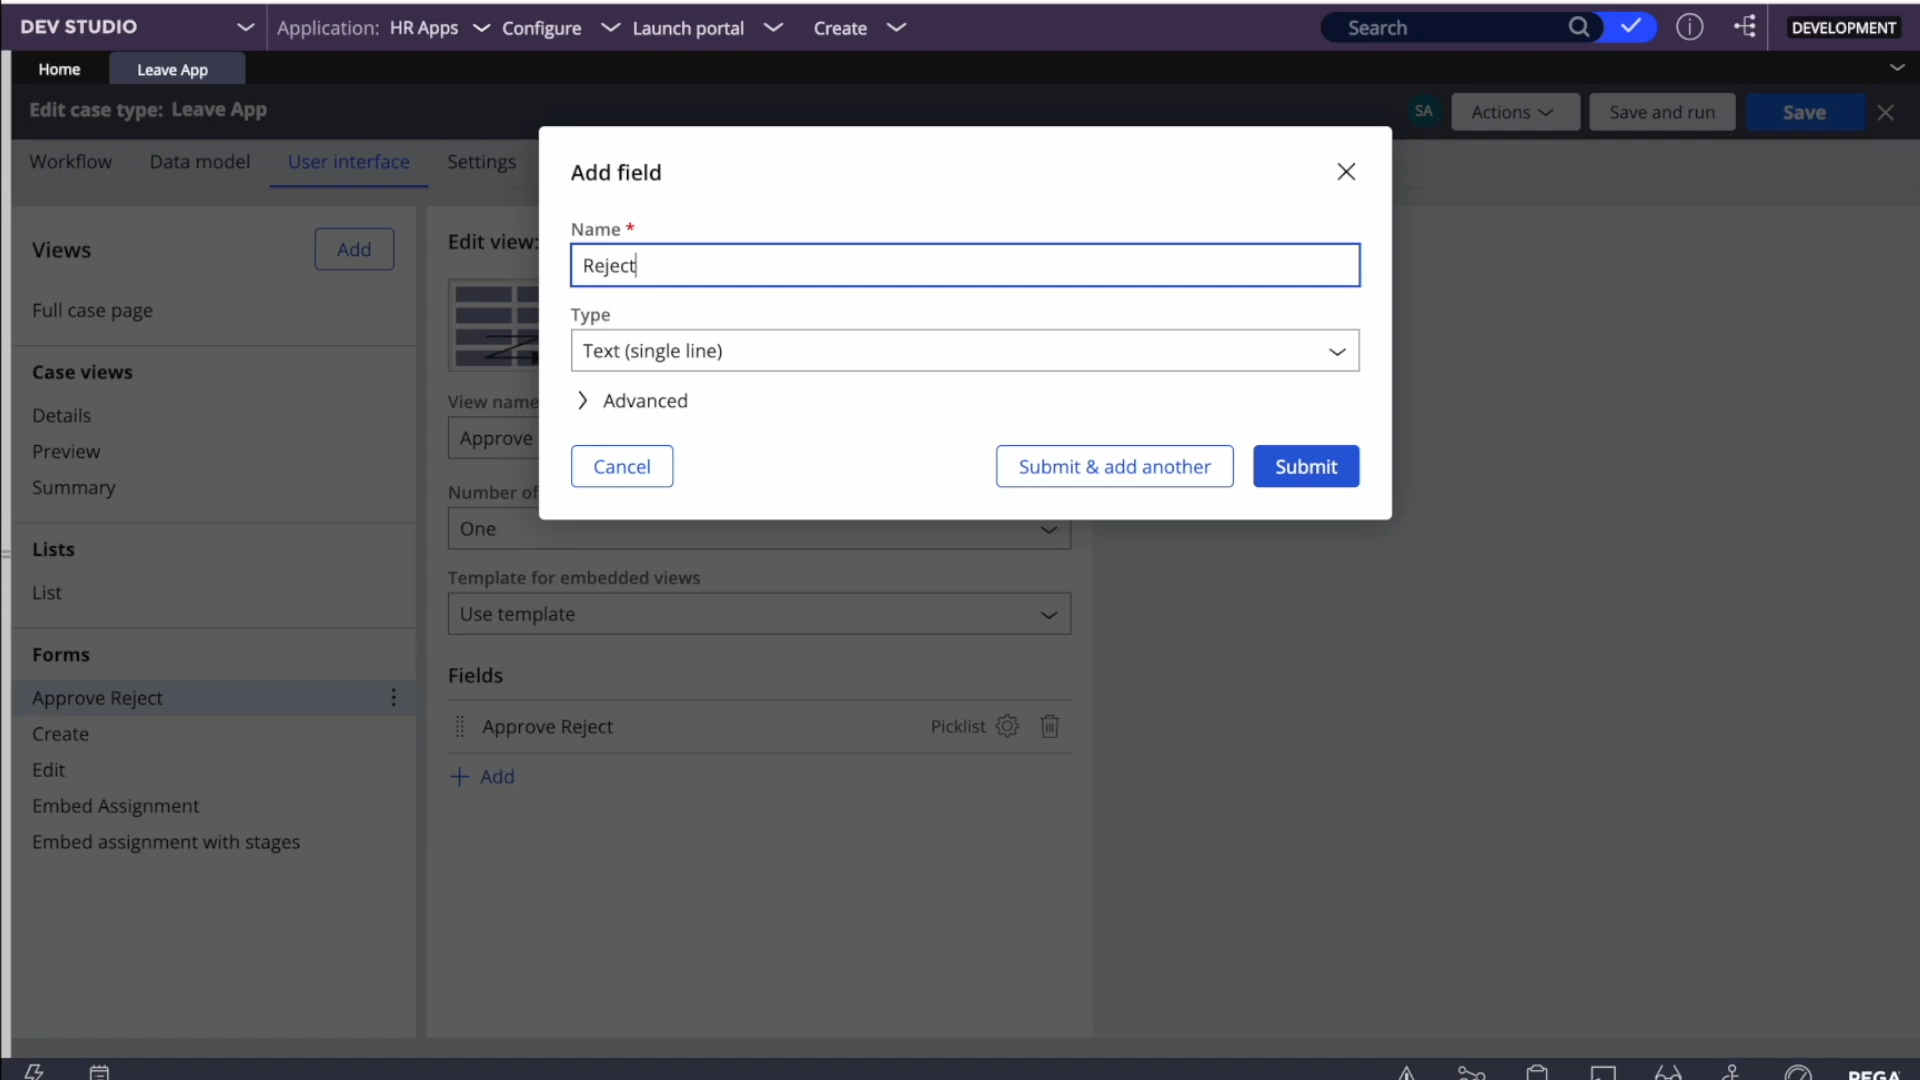 DEV STUDIO
Application: HR Apps
Configure
Launch portal
Create
Search
DEVELOPMENT
Home
Leave App
Edit case type: Leave App
SA
Actions
Save and run
Save
Workflow
Data model
User interface
Settings
Views
Add
Full case page
Case views
Details
Preview
Summary
Lists
List
Forms
Approve Reject
Create
Edit
Embed Assignment
Embed assignment with stages
Edit view:
View name
Approve
Number of
One
Template for embedded views
Use template
Fields
Approve Reject
Picklist
Add
Add field
Name *
Reject
Type
Text (single line)
Advanced
Cancel
Submit & add another
Submit
PEGA